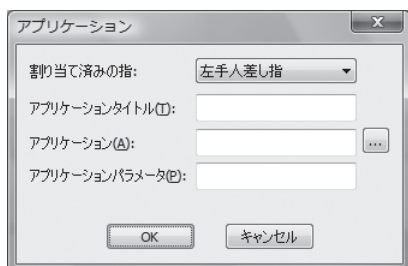 アプリケーション
割り当て済みの指: 左手人差し指
アプリケーションタイトル(T):
アプリケーション(A): ...
アプリケーションパラメータ(P):
OK キャンセル